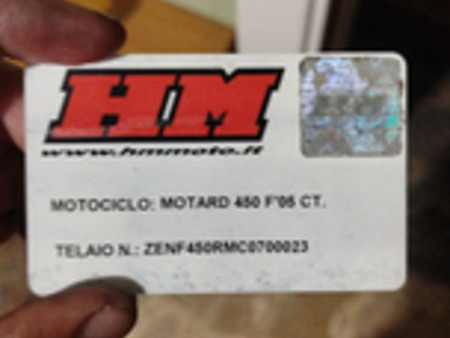 HM
www.hmmoto.it
MOTOCICLO: MOTARD 450 F'05 CT.
TELAIO N.: ZENF450RMC0700023